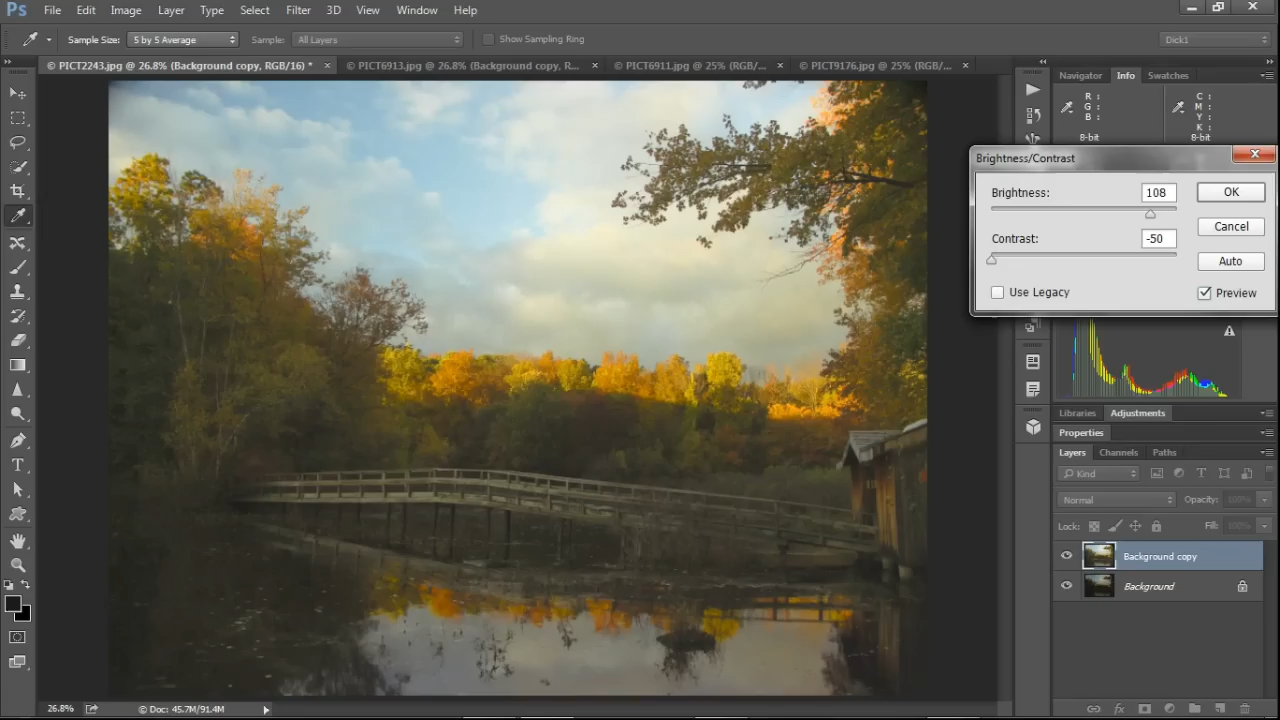 Ps File Edit Image Layer Type Select Filter 3D View Window Help
Sample Size: 5 by 5 Average Sample: All Layers Show Sampling Ring Dick1
PICT2243.jpg @ 26.8% (Background copy, RGB/16) * PICT6913.jpg @ 26.8% (Background copy, R... PICT6911.jpg @ 25% (RGB/... PICT9176.jpg @ 25% (RGB/...
Navigator Info Swatches
R : C :
G : M :
B : Y :
K :
8-bit 8-bit
Brightness/Contrast
Brightness: 108 OK
Cancel
Contrast: -50
Auto
Use Legacy Preview
Libraries Adjustments
Properties
Layers Channels Paths
Kind
Normal Opacity: 100%
Lock: Fill: 100%
Background copy
Background
26.8% Doc: 45.7M/91.4M